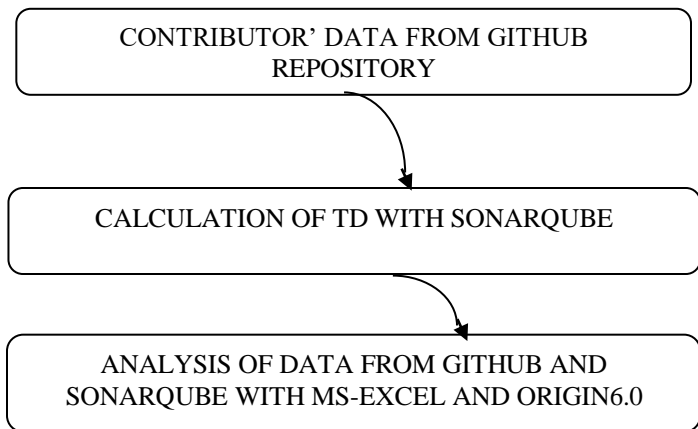 CONTRIBUTOR’ DATA FROM GITHUB
REPOSITORY
CALCULATION OF TD WITH SONARQUBE
ANALYSIS OF DATA FROM GITHUB AND
SONARQUBE WITH MS-EXCEL AND ORIGIN6.0